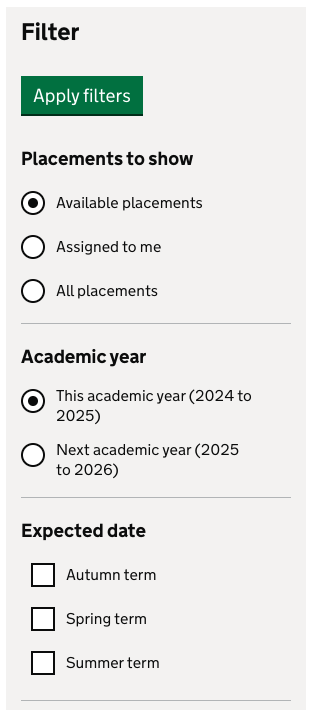 Filter
Apply filters
Placements to show
Available placements
Assigned to me
All placements
Academic year
This academic year (2024 to
2025)
Next academic year (2025
to 2026)
Expected date
Autumn term
Spring term
Summer term